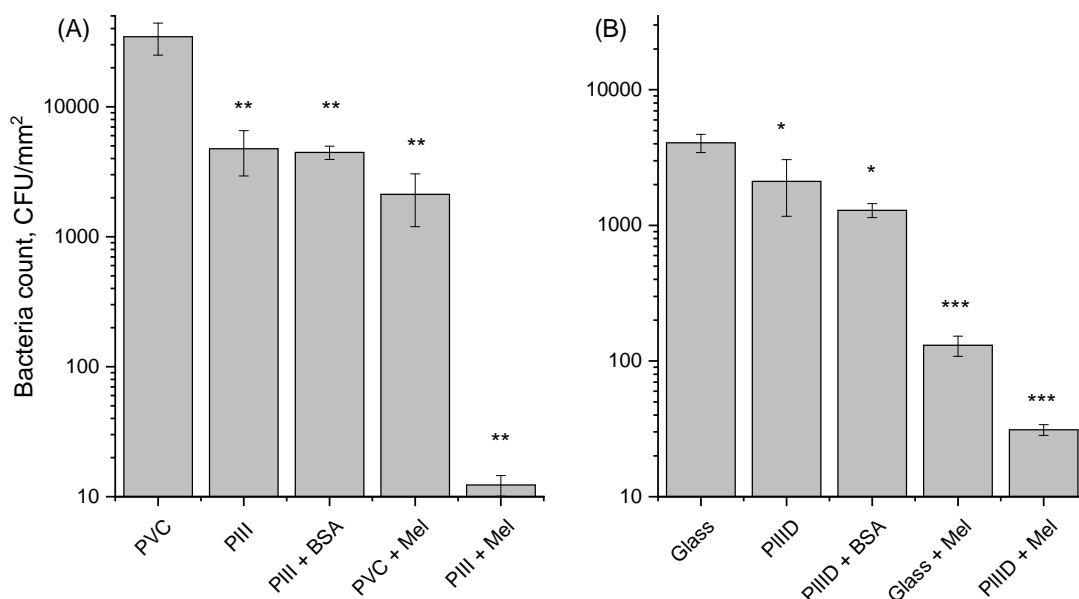 (A)
Bacteria count, CFU/mm²
10000
1000
100
10
**
**
**
**
PVC
PIII
PIII + BSA
PVC + Mel
PIII + Mel
(B)
10000
1000
100
10
*
*
***
***
Glass
PIIID
PIIID + BSA
Glass + Mel
PIIID + Mel